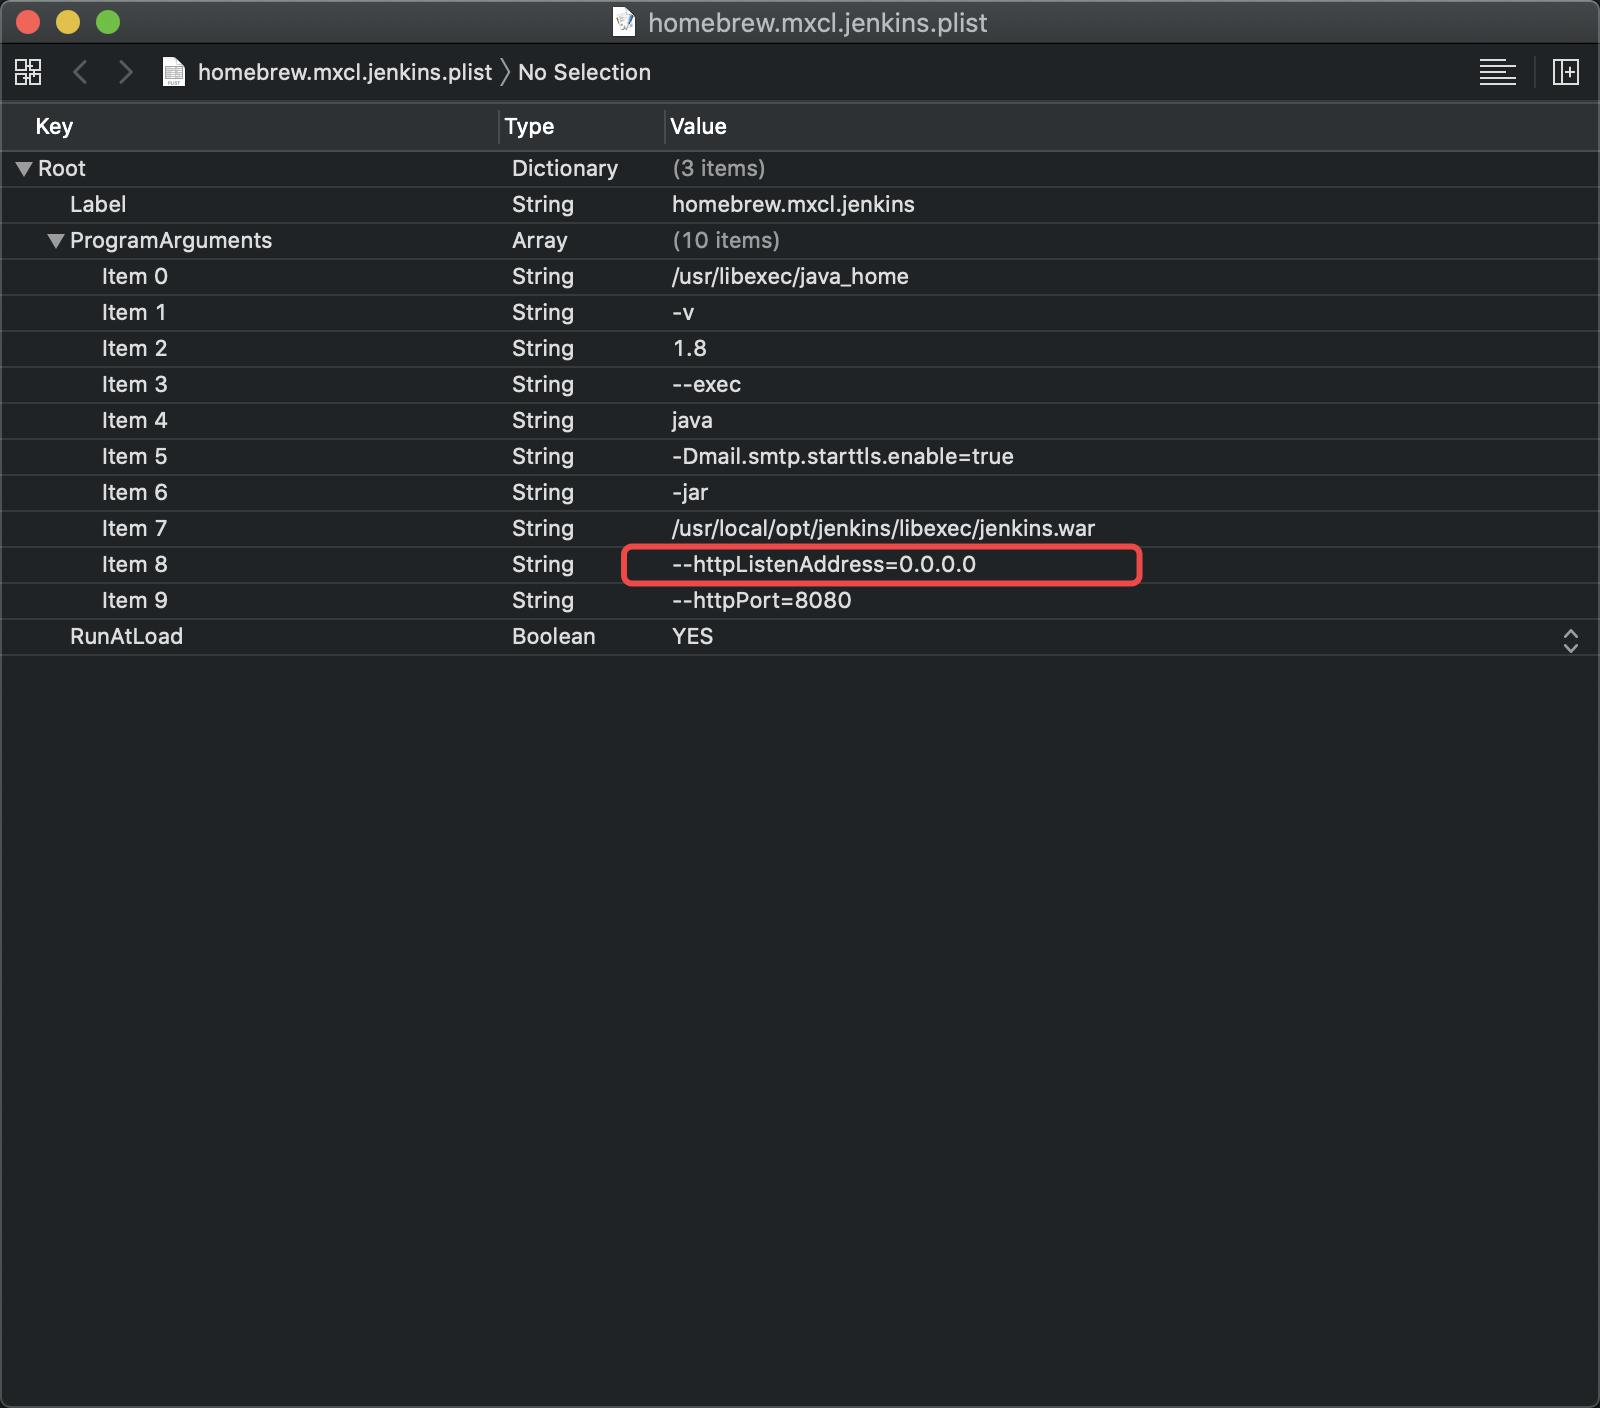 homebrew.mxcl.jenkins.plist
homebrew.mxcl.jenkins.plist 〉 No Selection
Key Type Value
Root Dictionary (3 items)
Label String homebrew.mxcl.jenkins
ProgramArguments Array (10 items)
Item 0 String /usr/libexec/java_home
Item 1 String -v
Item 2 String 1.8
Item 3 String --exec
Item 4 String java
Item 5 String -Dmail.smtp.starttls.enable=true
Item 6 String -jar
Item 7 String /usr/local/opt/jenkins/libexec/jenkins.war
Item 8 String --httpListenAddress=0.0.0.0
Item 9 String --httpPort=8080
RunAtLoad Boolean YES